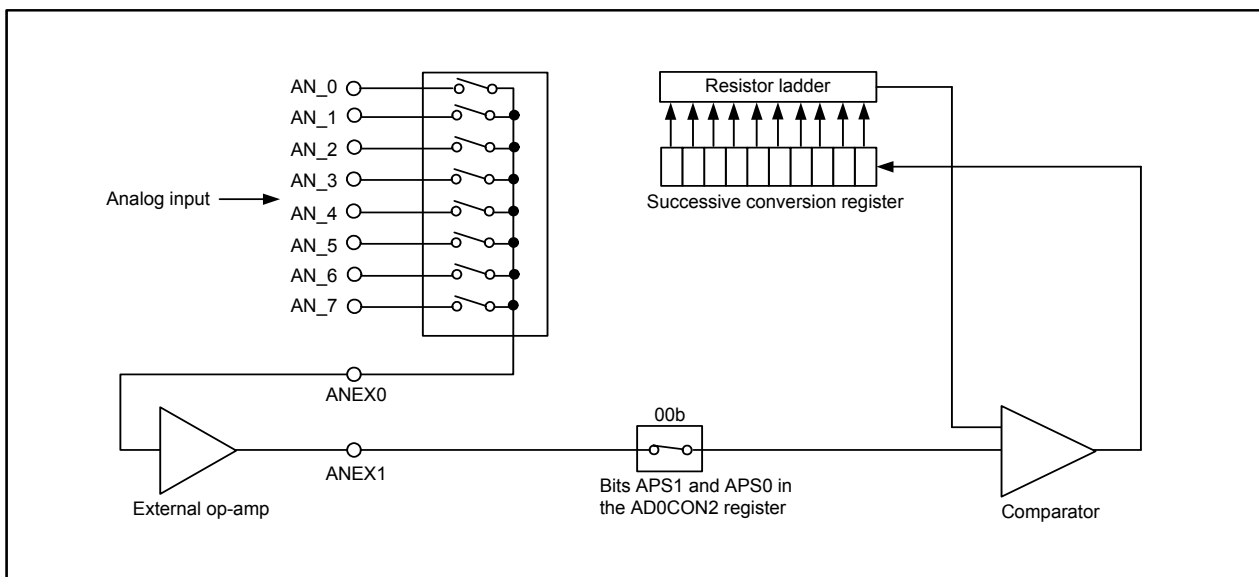 AN_0
AN_1
AN_2
AN_3
AN_4
AN_5
AN_6
AN_7
Analog input
Resistor ladder
Successive conversion register
ANEX0
ANEX1
External op-amp
00b
Bits APS1 and APS0 in
the AD0CON2 register
Comparator